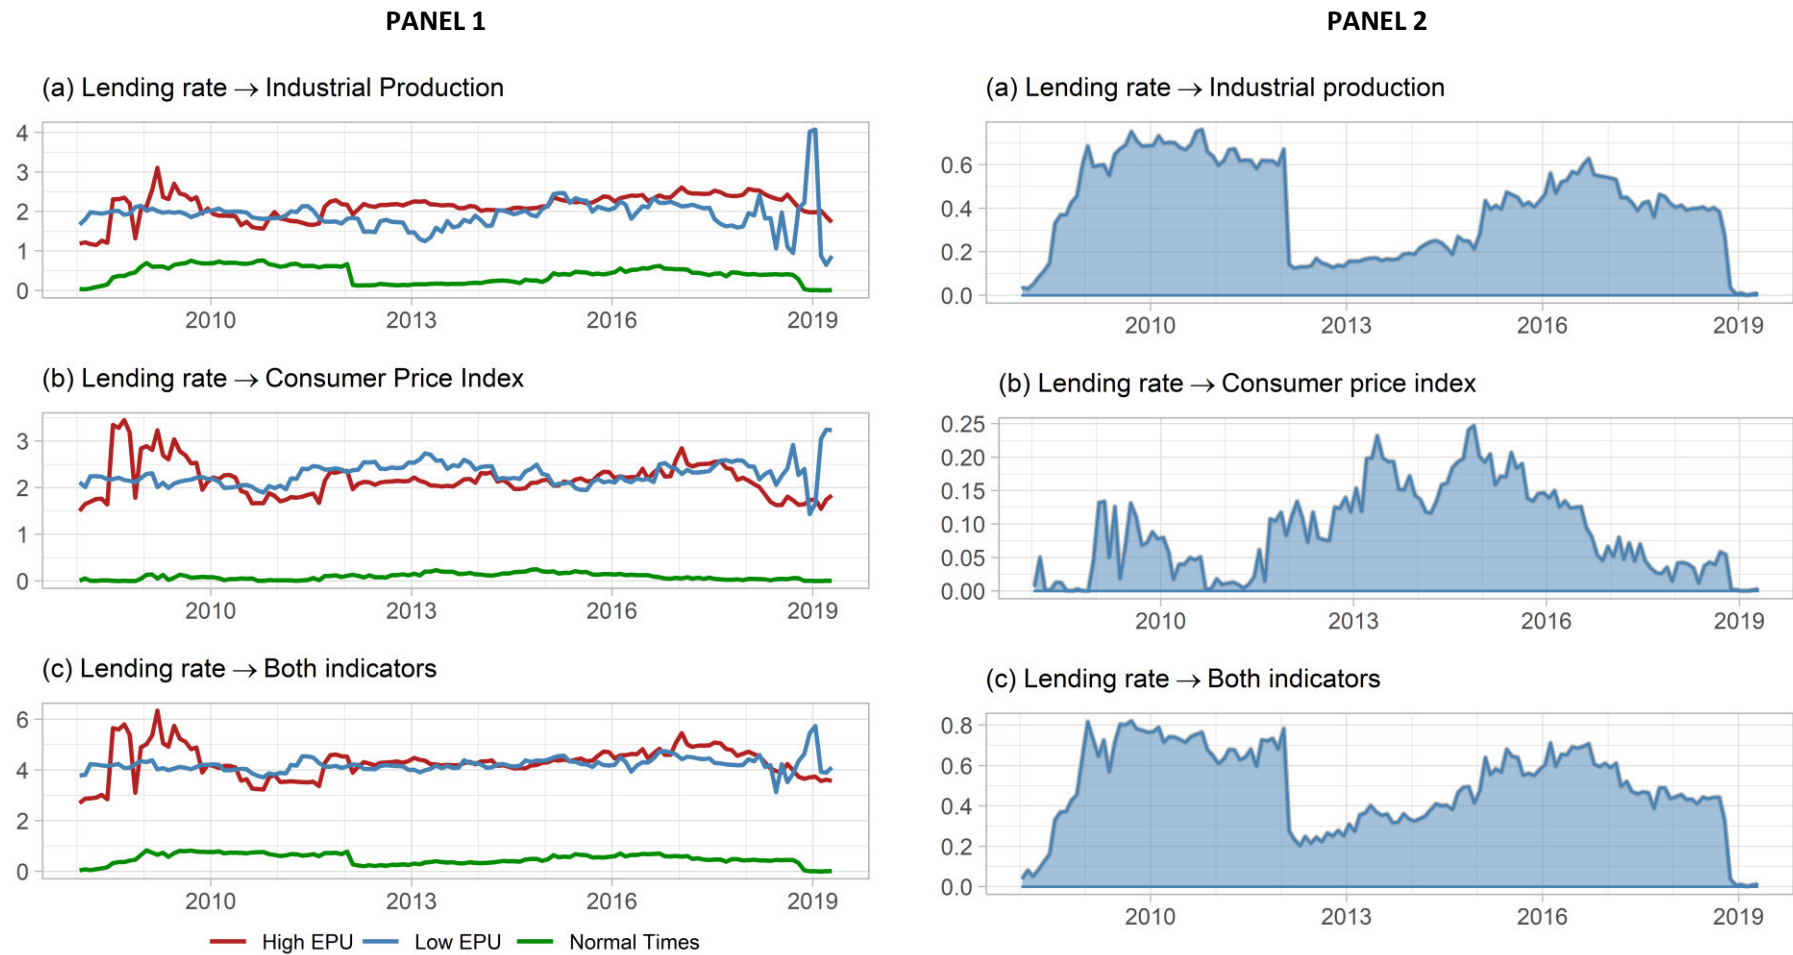 PANEL 1
(a) Lending rate → Industrial Production
4
3
2
1
0
2010 2013 2016 2019
(b) Lending rate → Consumer Price Index
3
2
1
0
2010 2013 2016 2019
(c) Lending rate → Both indicators
6
4
2
0
2010 2013 2016 2019
High EPU Low EPU Normal Times
PANEL 2
(a) Lending rate → Industrial production
0.6
0.4
0.2
0.0
2010 2013 2016 2019
(b) Lending rate → Consumer price index
0.25
0.20
0.15
0.10
0.05
0.00
2010 2013 2016 2019
(c) Lending rate → Both indicators
0.8
0.6
0.4
0.2
0.0
2010 2013 2016 2019